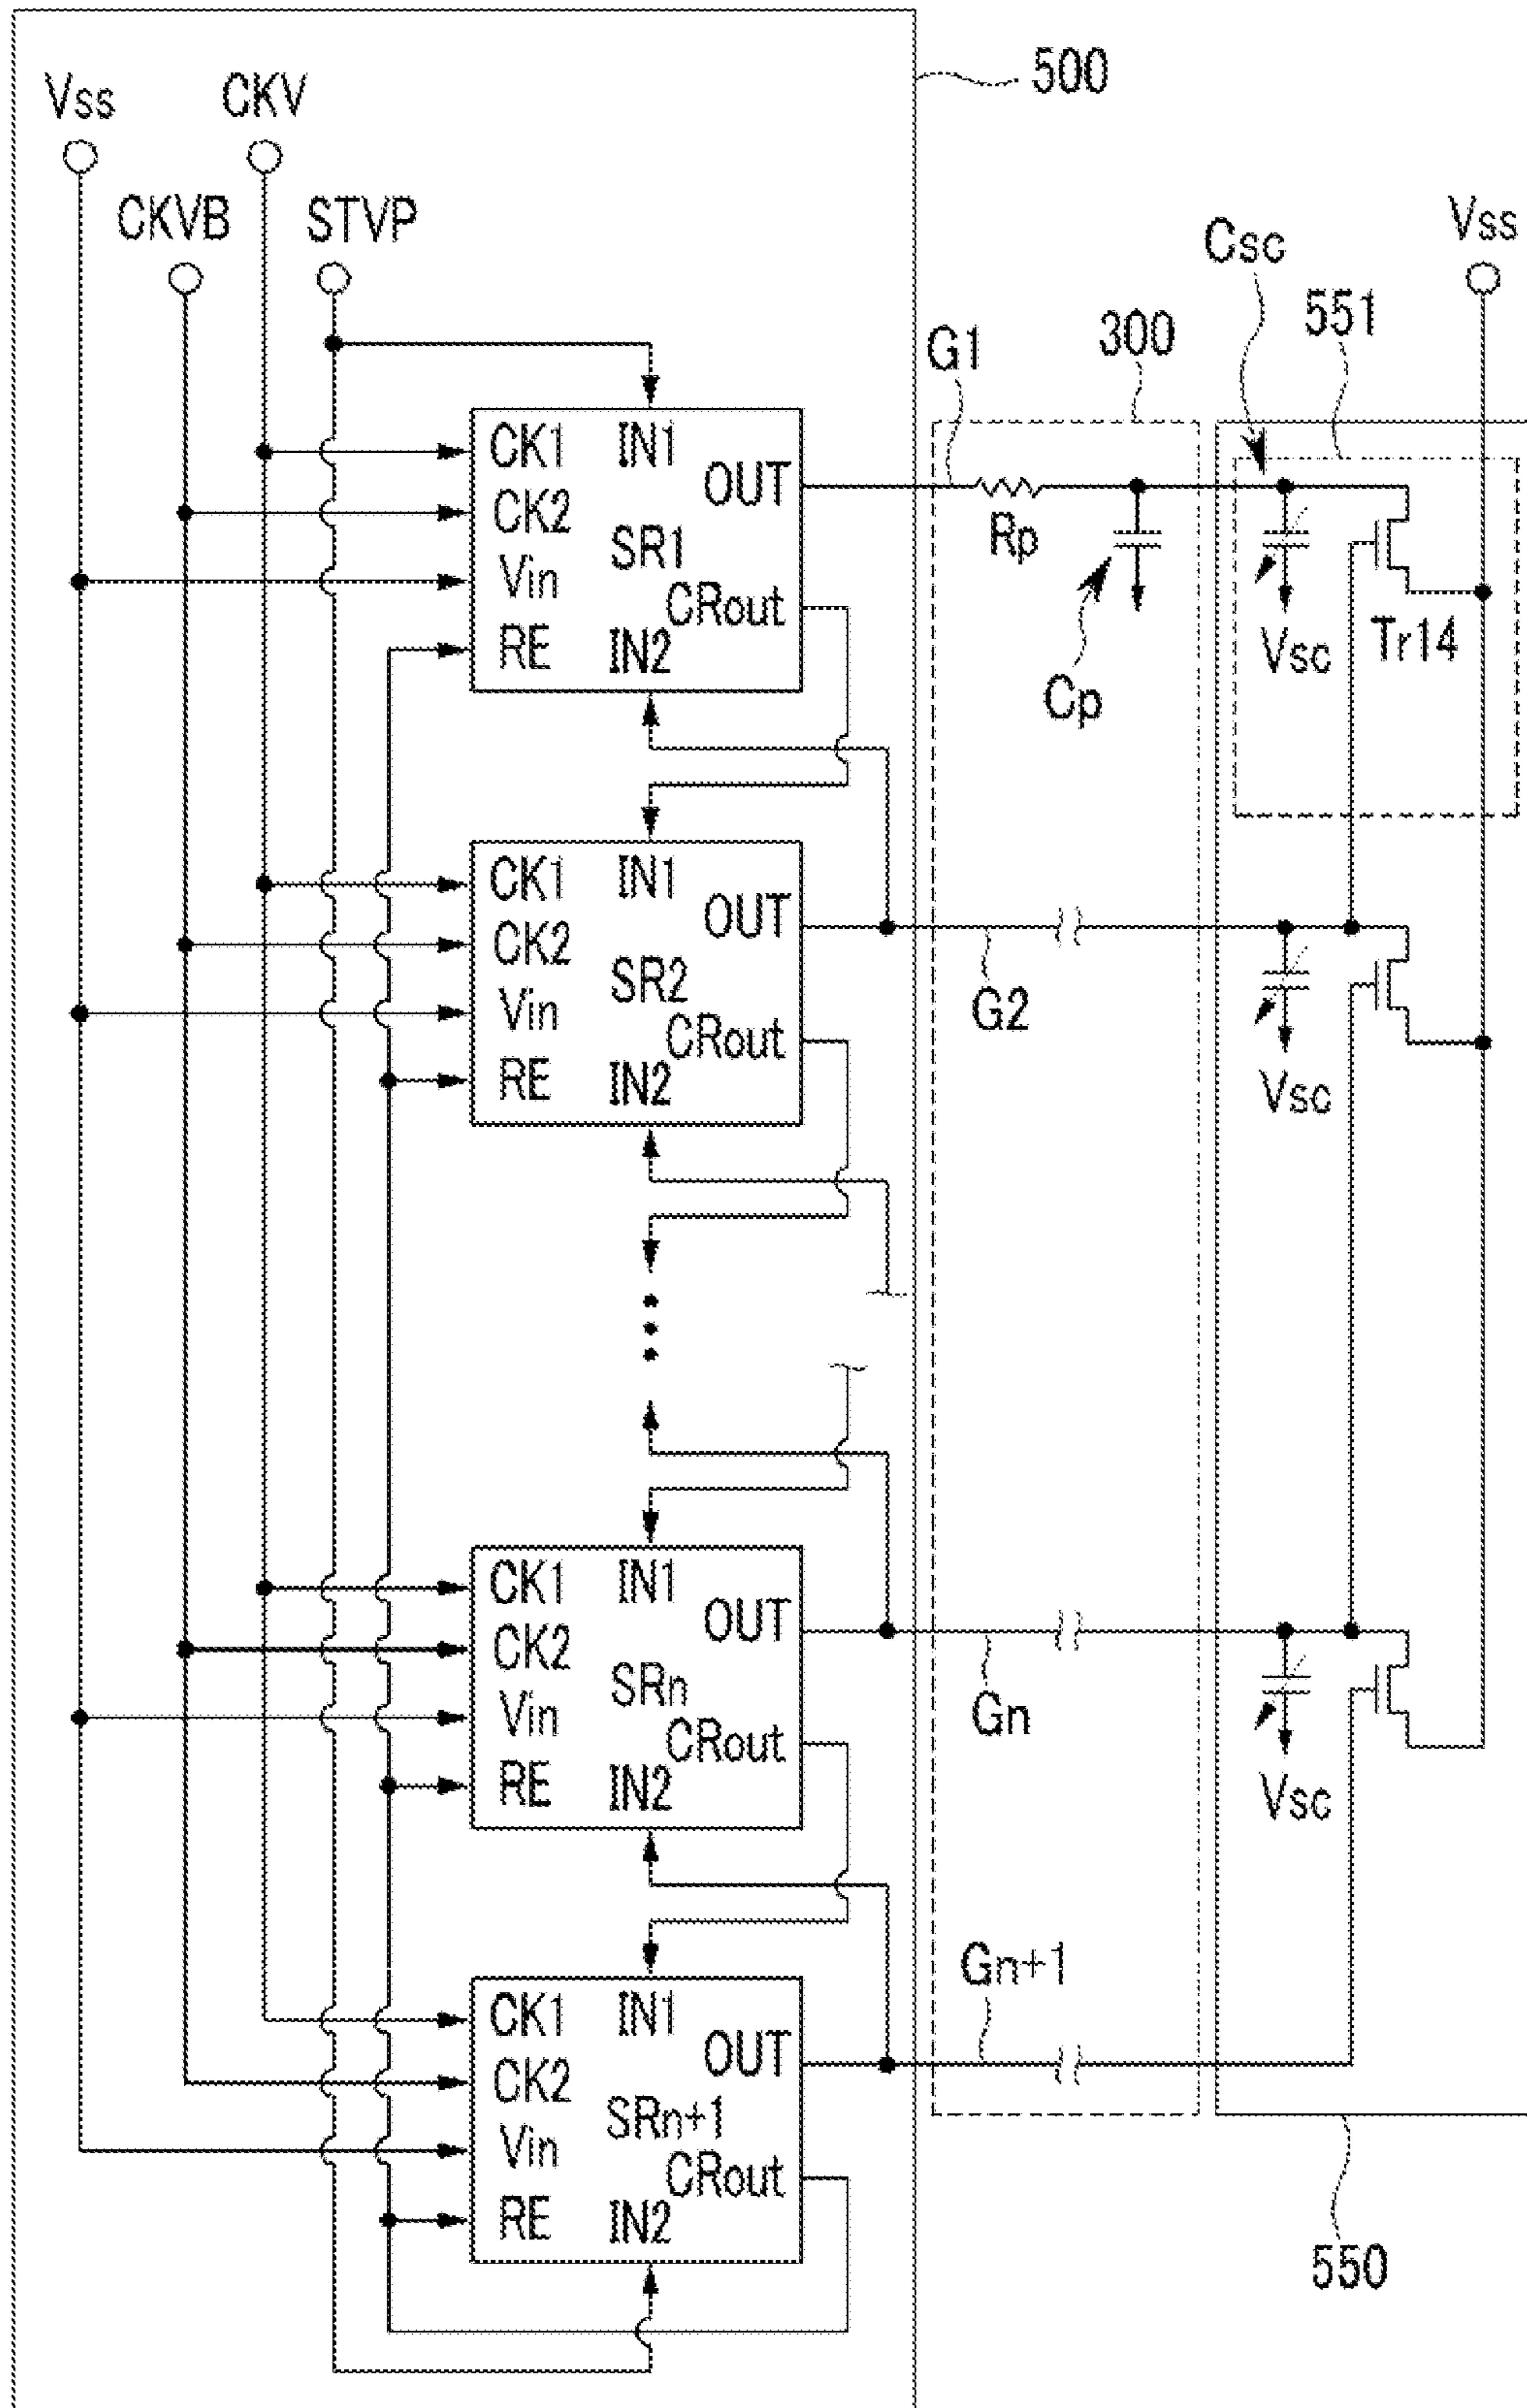 500
Vss
CKV
CKVB
STVP
Vss
Csc
551
300
G1
CK1
IN1
OUT
CK2
SR1
Vin
CRout
RE
IN2
Rp
Cp
Vsc
Tr14
CK1
IN1
OUT
CK2
SR2
Vin
CRout
RE
IN2
G2
Vsc
CK1
IN1
OUT
CK2
SRn
Vin
CRout
RE
IN2
Gn
Vsc
Gn+1
CK1
IN1
OUT
CK2
SRn+1
Vin
CRout
RE
IN2
550